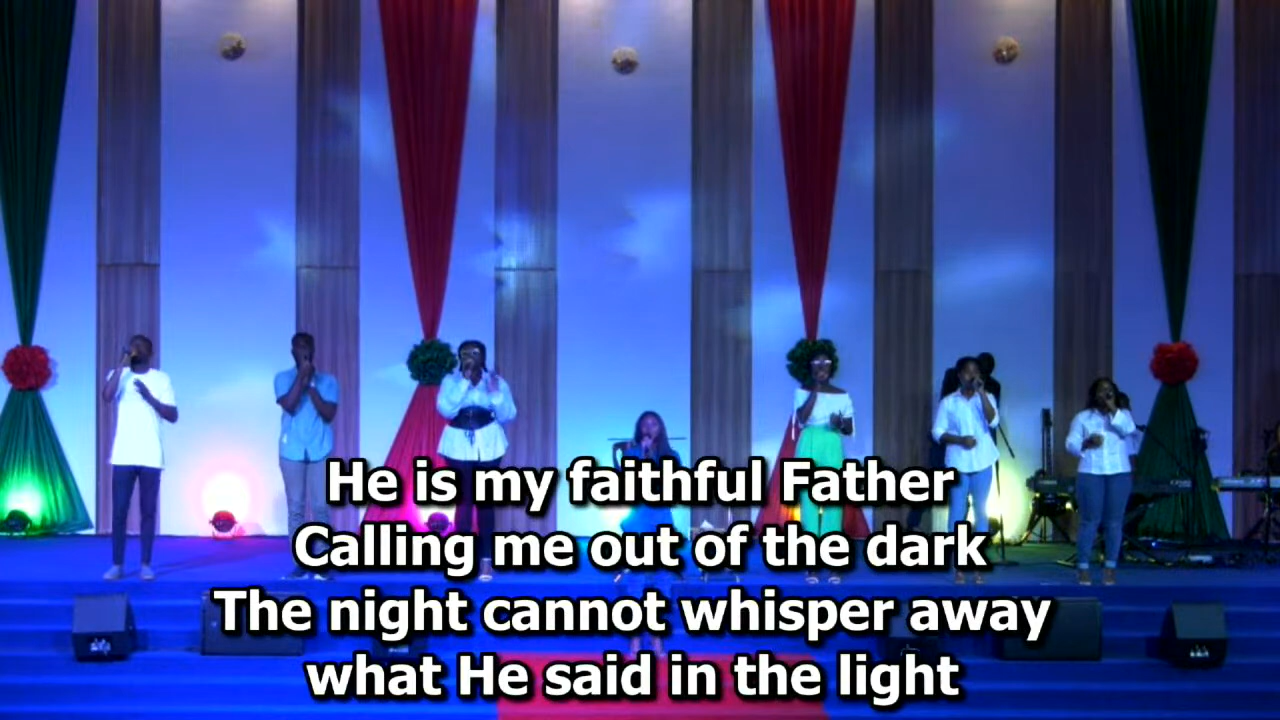 He is my faithful Father
Calling me out of the dark
The night cannot whisper away
what He said in the light